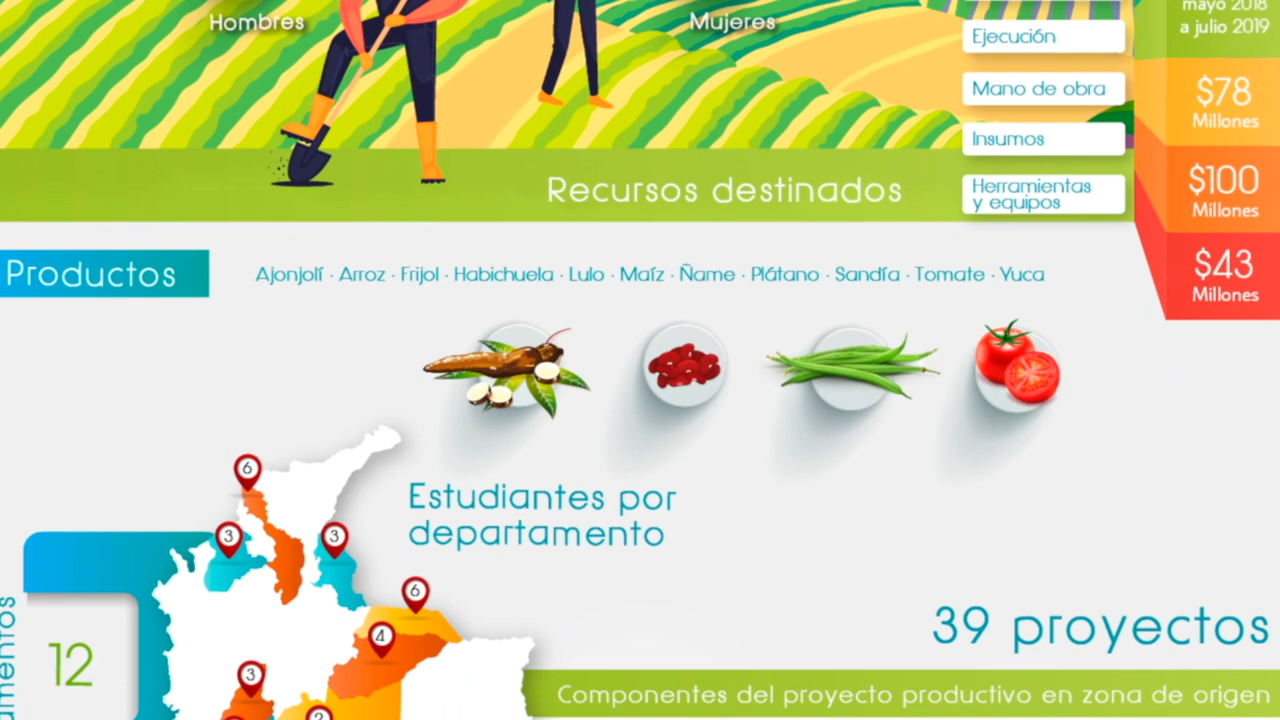 Hombres
Mujeres
mayo 2018
a julio 2019
Ejecución
Mano de obra
$78
Millones
Insumos
Herramientas
y equipos
$100
Millones
Recursos destinados
$43
Millones
Productos
Ajonjolí · Arroz · Frijol · Habichuela · Lulo · Maíz · Ñame · Plátano · Sandía · Tomate · Yuca
Estudiantes por
departamento
6
3
3
6
4
3
2
12
39 proyectos
Componentes del proyecto productivo en zona de origen